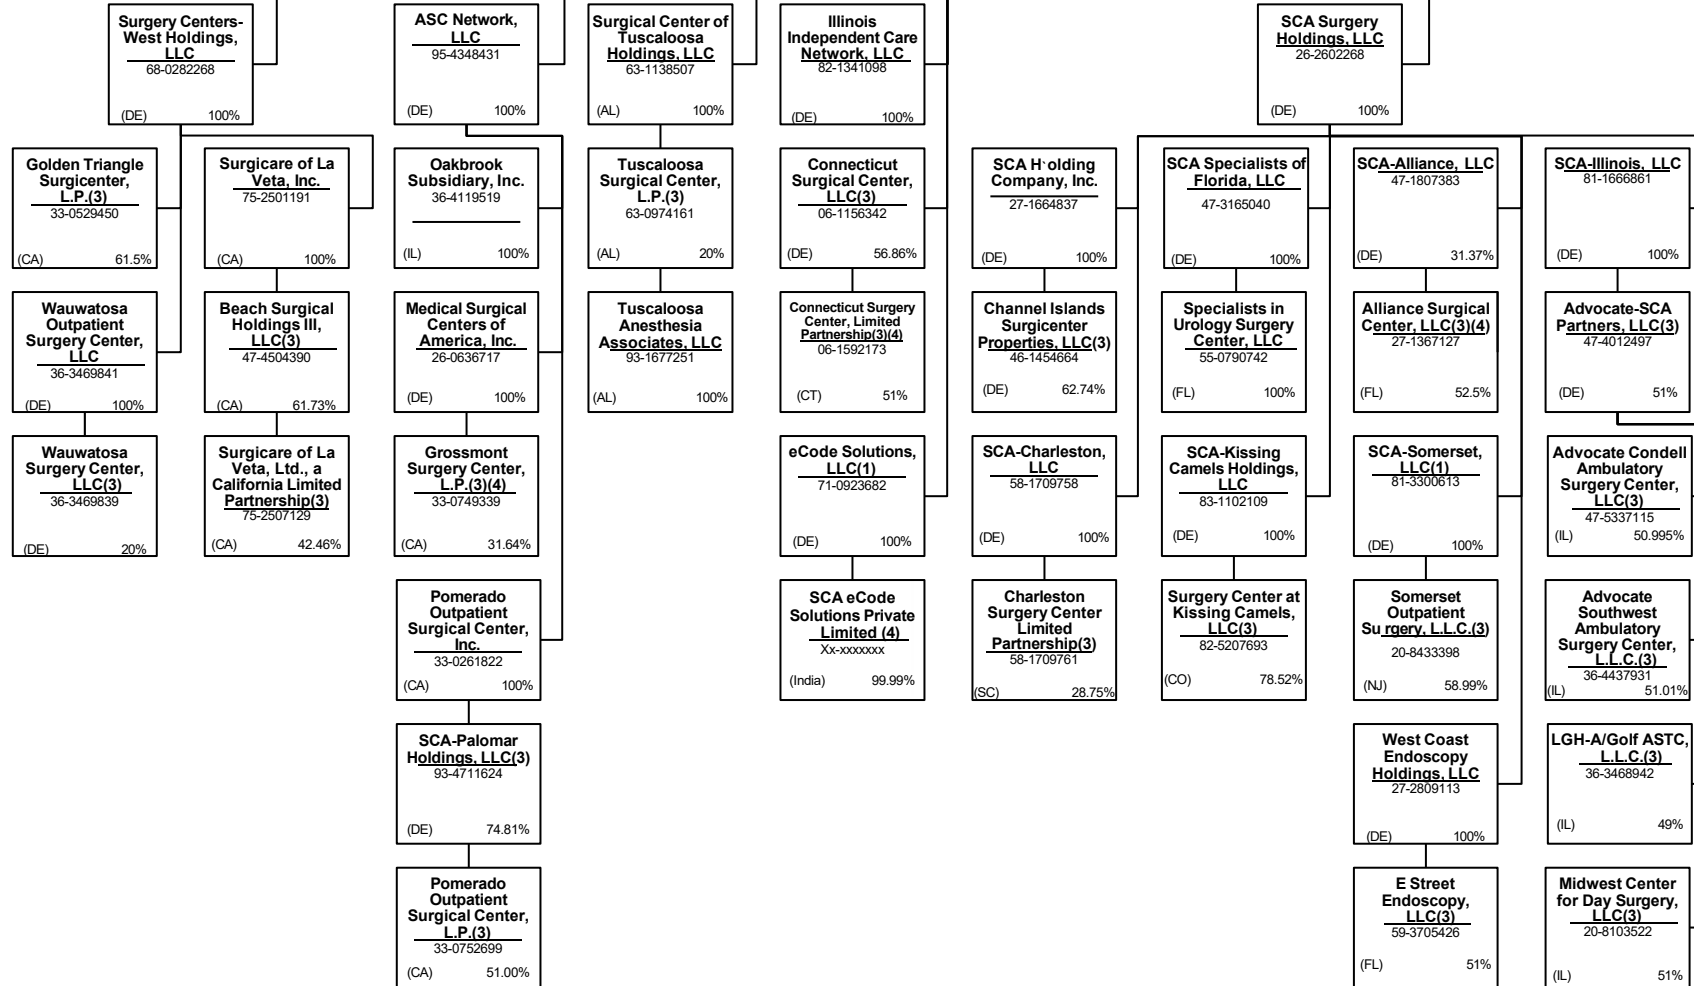 Surgery Centers-
West Holdings,
LLC
68-0282268
(DE) 100%
ASC Network,
LLC
95-4348431
(DE) 100%
Surgical Center of
Tuscaloosa
Holdings, LLC
63-1138507
(AL) 100%
Illinois
Independent Care
Network, LLC
82-1341098
(DE) 100%
SCA Surgery
Holdings, LLC
26-2602268
(DE) 100%
Golden Triangle
Surgicenter,
L.P.(3)
33-0529450
(CA) 61.5%
Surgicare of La
Veta, Inc.
75-2501191
(CA) 100%
Oakbrook
Subsidiary, Inc.
36-4119519
(IL) 100%
Tuscaloosa
Surgical Center,
L.P.(3)
63-0974161
(AL) 20%
Connecticut
Surgical Center,
LLC(3)
06-1156342
(DE) 56.86%
SCA H`olding
Company, Inc.
27-1664837
(DE) 100%
SCA Specialists of
Florida, LLC
47-3165040
(DE) 100%
SCA-Alliance, LLC
47-1807383
(DE) 31.37%
SCA-Illinois, LLC
81-1666861
(DE) 100%
Wauwatosa
Outpatient
Surgery Center,
LLC
36-3469841
(DE) 100%
Beach Surgical
Holdings III,
LLC(3)
47-4504390
(CA) 61.73%
Medical Surgical
Centers of
America, Inc.
26-0636717
(DE) 100%
Tuscaloosa
Anesthesia
Associates, LLC
93-1677251
(AL) 100%
Connecticut Surgery
Center, Limited
Partnership(3)(4)
06-1592173
(CT) 51%
Channel Islands
Surgicenter
Properties, LLC(3)
46-1454664
(DE) 62.74%
Specialists in
Urology Surgery
Center, LLC
55-0790742
(FL) 100%
Alliance Surgical
Center, LLC(3)(4)
27-1367127
(FL) 52.5%
Advocate-SCA
Partners, LLC(3)
47-4012497
(DE) 51%
Wauwatosa
Surgery Center,
LLC(3)
36-3469839
(DE) 20%
Surgicare of La
Veta, Ltd., a
California Limited
Partnership(3)
75-2507129
(CA) 42.46%
Grossmont
Surgery Center,
L.P.(3)(4)
33-0749339
(CA) 31.64%
eCode Solutions,
LLC(1)
71-0923682
(DE) 100%
SCA-Charleston,
LLC
58-1709758
(DE) 100%
SCA-Kissing
Camels Holdings,
LLC
83-1102109
(DE) 100%
SCA-Somerset,
LLC(1)
81-3300613
(DE) 100%
Advocate Condell
Ambulatory
Surgery Center,
LLC(3)
47-5337115
(IL) 50.995%
Pomerado
Outpatient
Surgical Center,
Inc.
33-0261822
(CA) 100%
SCA eCode
Solutions Private
Limited (4)
Xx-xxxxxxx
(India) 99.99%
Charleston
Surgery Center
Limited
Partnership(3)
58-1709761
(SC) 28.75%
Surgery Center at
Kissing Camels,
LLC(3)
82-5207693
(CO) 78.52%
Somerset
Outpatient
Surgery, L.L.C.(3)
20-8433398
(NJ) 58.99%
Advocate
Southwest
Ambulatory
Surgery Center,
L.L.C.(3)
36-4437931
(IL) 51.01%
SCA-Palomar
Holdings, LLC(3)
93-4711624
(DE) 74.81%
West Coast
Endoscopy
Holdings, LLC
27-2809113
(DE) 100%
LGH-A/Golf ASTC,
L.L.C.(3)
36-3468942
(IL) 49%
Pomerado
Outpatient
Surgical Center,
L.P.(3)
33-0752699
(CA) 51.00%
E Street
Endoscopy,
LLC(3)
59-3705426
(FL) 51%
Midwest Center
for Day Surgery,
LLC(3)
20-8103522
(IL) 51%